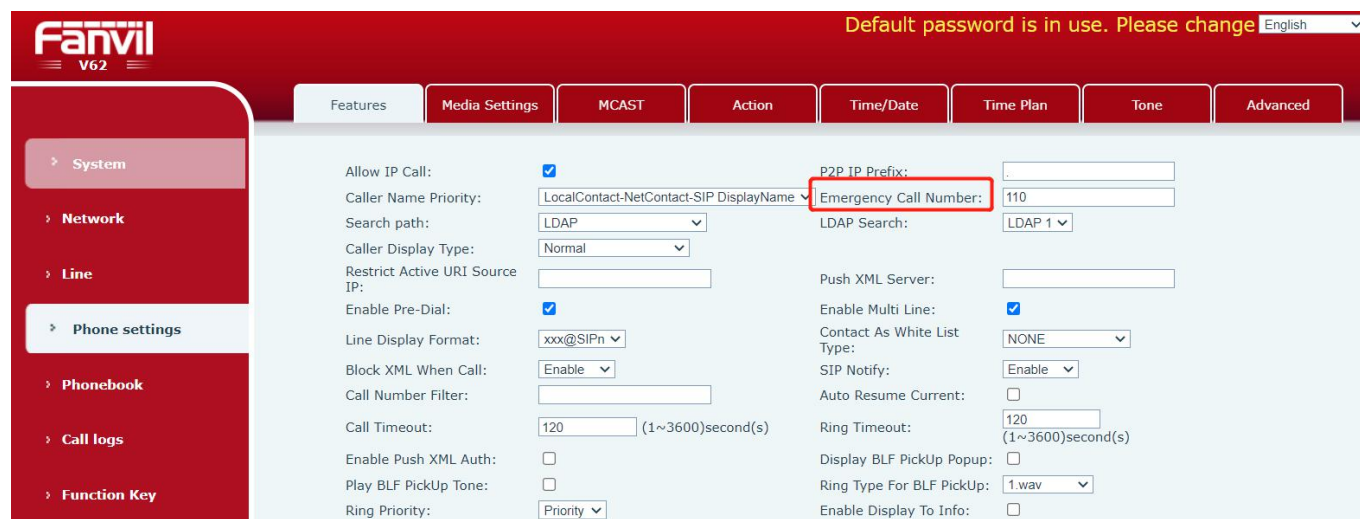 Fanvil
V62
Default password is in use. Please change English
Features Media Settings MCAST Action Time/Date Time Plan Tone Advanced
System
Network
Line
Phone settings
Phonebook
Call logs
Function Key
Allow IP Call: P2P IP Prefix: .
Caller Name Priority: LocalContact-NetContact-SIP DisplayName Emergency Call Number: 110
Search path: LDAP LDAP Search: LDAP 1
Caller Display Type: Normal
Restrict Active URI Source
IP: Push XML Server:
Enable Pre-Dial: Enable Multi Line:
Line Display Format: xxx@SIPn Contact As White List
Type: NONE
Block XML When Call: Enable SIP Notify: Enable
Call Number Filter: Auto Resume Current:
Call Timeout: 120 (1~3600)second(s) Ring Timeout: 120
(1~3600)second(s)
Enable Push XML Auth: Display BLF PickUp Popup:
Play BLF PickUp Tone: Ring Type For BLF PickUp: 1.wav
Ring Priority: Priority Enable Display To Info: